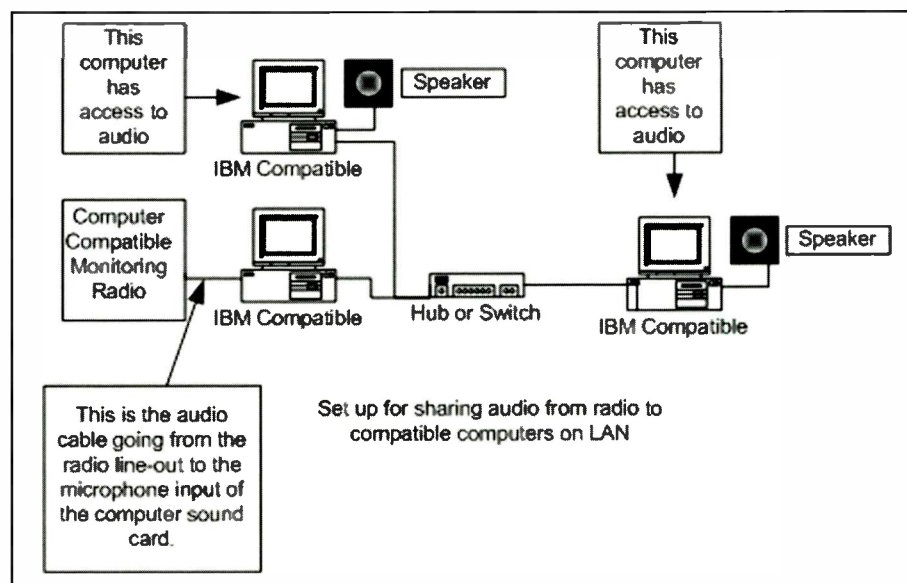 This
computer
has
access to
audio
Speaker
IBM Compatible
This
computer
has
access to
audio
Computer
Compatible
Monitoring
Radio
IBM Compatible
Hub or Switch
Speaker
IBM Compatible
This is the audio
cable going from the
radio line-out to the
microphone input of
the computer sound
card.
Set up for sharing audio from radio to
compatible computers on LAN